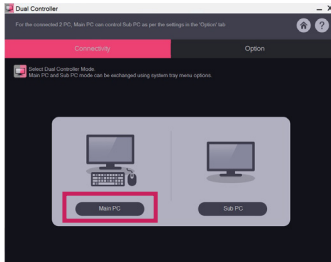 Dual Controller
For the connected 2 PC, Main PC can control Sub PC as per the settings in the 'Option' tab
?
Connectivity
Option
Select Dual Controller Mode.
Main PC and Sub PC mode can be exchanged using system tray menu options.
Main PC
Sub PC